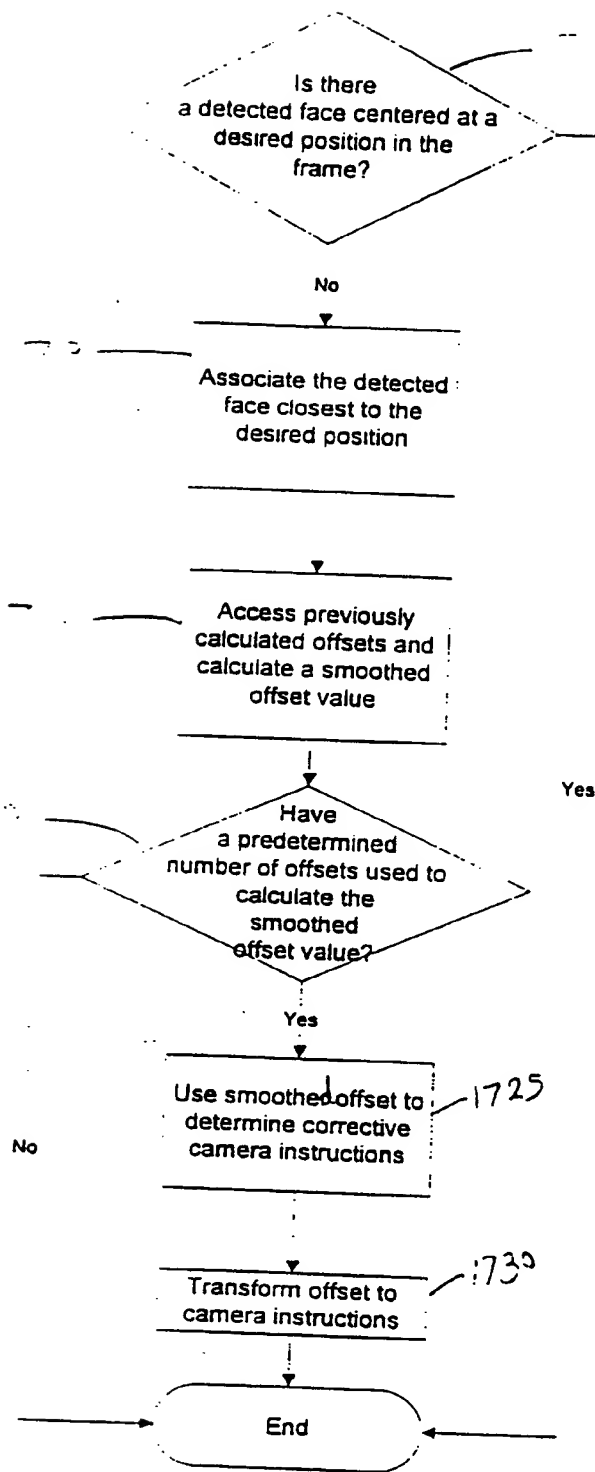 Is there
a detected face centered at a
desired position in the
frame?
No
Associate the detected
face closest to the
desired position
Access previously
calculated offsets and
calculate a smoothed
offset value
Yes
Have
a predetermined
number of offsets used to
calculate the
smoothed
offset value?
Yes
Use smoothed offset to
determine corrective
camera instructions
1725
No
Transform offset to
camera instructions
1730
End